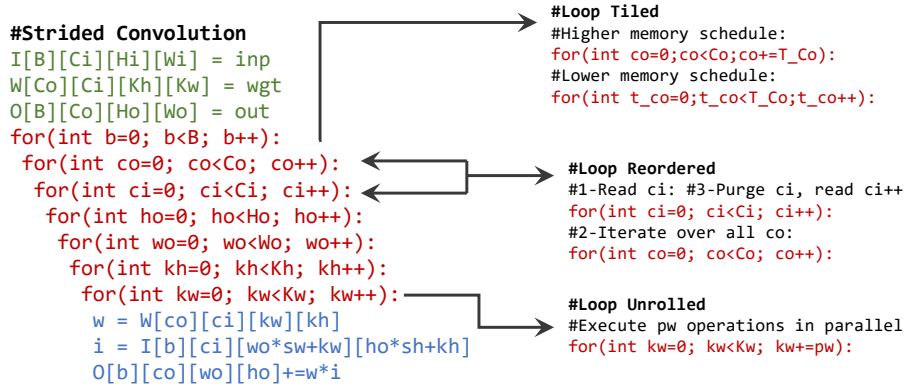 #Strided Convolution
I[B][Ci][Hi][Wi] = inp
W[Co][Ci][Kh][Kw] = wgt
O[B][Co][Ho][Wo] = out
for(int b=0; b<B; b++):
for(int co=0; co<Co; co++):
for(int ci=0; ci<Ci; ci++):
for(int ho=0; ho<Ho; ho++):
for(int wo=0; wo<Wo; wo++):
for(int kh=0; kh<Kh; kh++):
for(int kw=0; kw<Kw; kw++):
w = W[co][ci][kw][kh]
i = I[b][ci][wo*sw+kw][ho*sh+kh]
O[b][co][wo][ho]+=w*i
#Loop Tiled
#Higher memory schedule:
for(int co=0;co<Co;co+=T_Co):
#Lower memory schedule:
for(int t_co=0;t_co<T_Co;t_co++):
#Loop Reordered
#1-Read ci: #3-Purge ci, read ci++
for(int ci=0; ci<Ci; ci++):
#2-Iterate over all co:
for(int co=0; co<Co; co++):
#Loop Unrolled
#Execute pw operations in parallel
for(int kw=0; kw<Kw; kw+=pw):